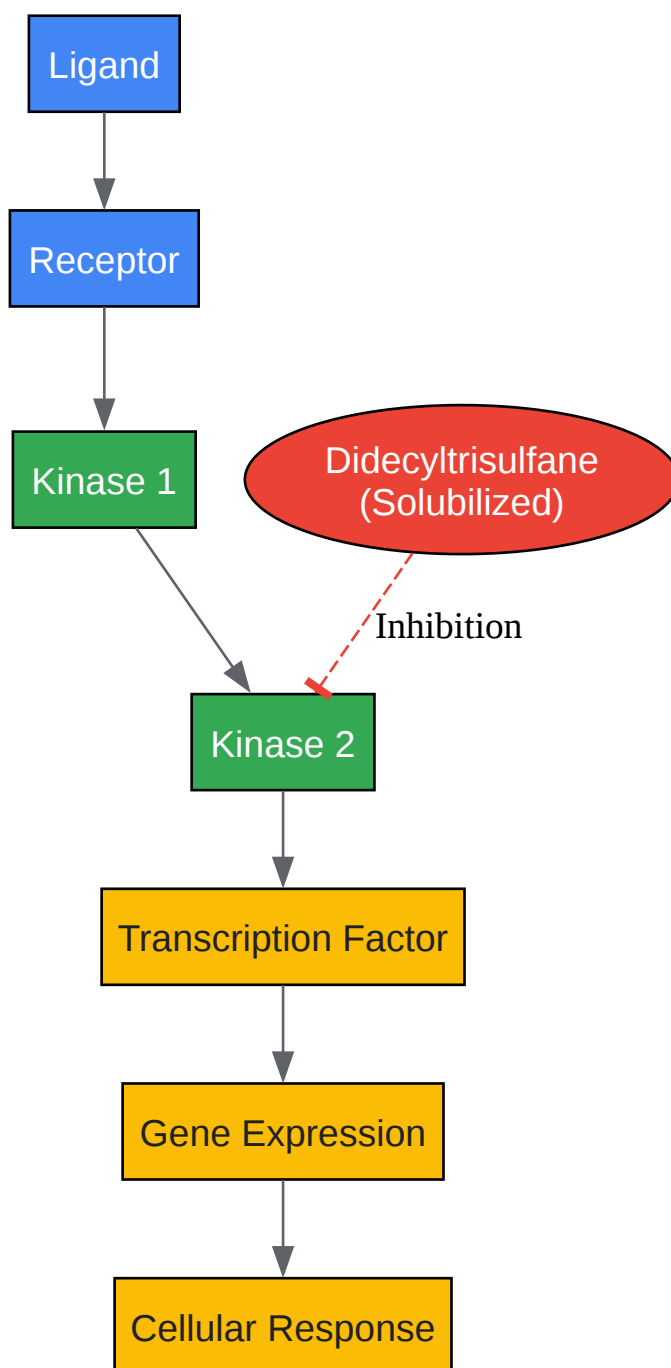 Ligand
Receptor
Kinase 1
Didecyltrisulfane
(Solubilized)
Inhibition
Kinase 2
Transcription Factor
Gene Expression
Cellular Response